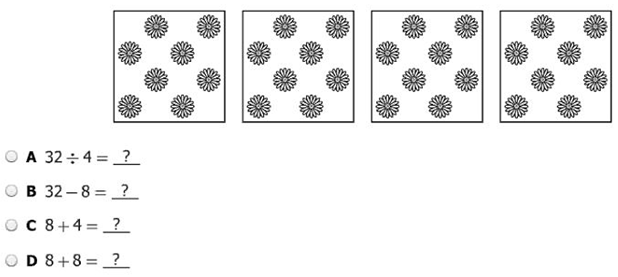 A 32 ÷ 4 = ?
B 32 – 8 = ?
C 8 + 4 = ?
D 8 + 8 = ?